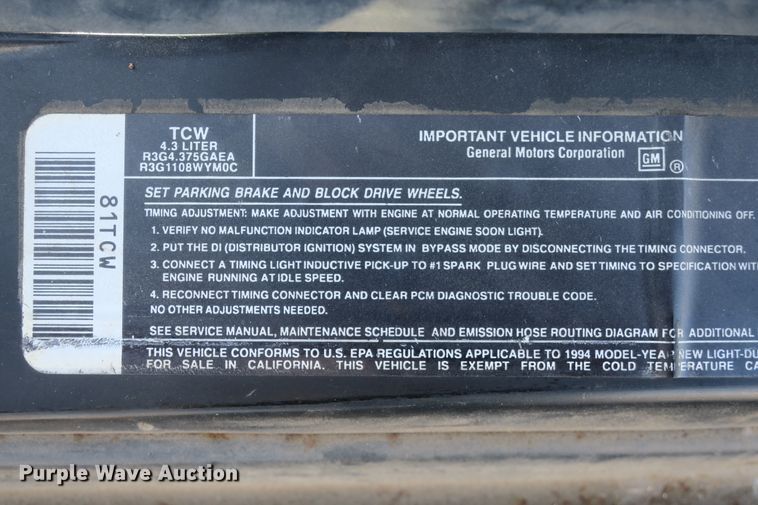 81TCW
TCW
4.3 LITER
R3G4.375GAEA
R3G1108WYM0C
IMPORTANT VEHICLE INFORMATION
General Motors Corporation GM ®
SET PARKING BRAKE AND BLOCK DRIVE WHEELS.
TIMING ADJUSTMENT: MAKE ADJUSTMENT WITH ENGINE AT NORMAL OPERATING TEMPERATURE AND AIR CONDITIONING OFF.
1. VERIFY NO MALFUNCTION INDICATOR LAMP (SERVICE ENGINE SOON LIGHT).
2. PUT THE DI (DISTRIBUTOR IGNITION) SYSTEM IN BYPASS MODE BY DISCONNECTING THE TIMING CONNECTOR.
3. CONNECT A TIMING LIGHT INDUCTIVE PICK-UP TO #1 SPARK PLUG WIRE AND SET TIMING TO SPECIFICATION WITH
ENGINE RUNNING AT IDLE SPEED.
4. RECONNECT TIMING CONNECTOR AND CLEAR PCM DIAGNOSTIC TROUBLE CODE.
NO OTHER ADJUSTMENTS NEEDED.
SEE SERVICE MANUAL, MAINTENANCE SCHEDULE AND EMISSION HOSE ROUTING DIAGRAM FOR ADDITIONAL
THIS VEHICLE CONFORMS TO U.S. EPA REGULATIONS APPLICABLE TO 1994 MODEL-YEAR NEW LIGHT-DU
FOR SALE IN CALIFORNIA. THIS VEHICLE IS EXEMPT FROM THE COLD TEMPERATURE CA
Purple Wave Auction